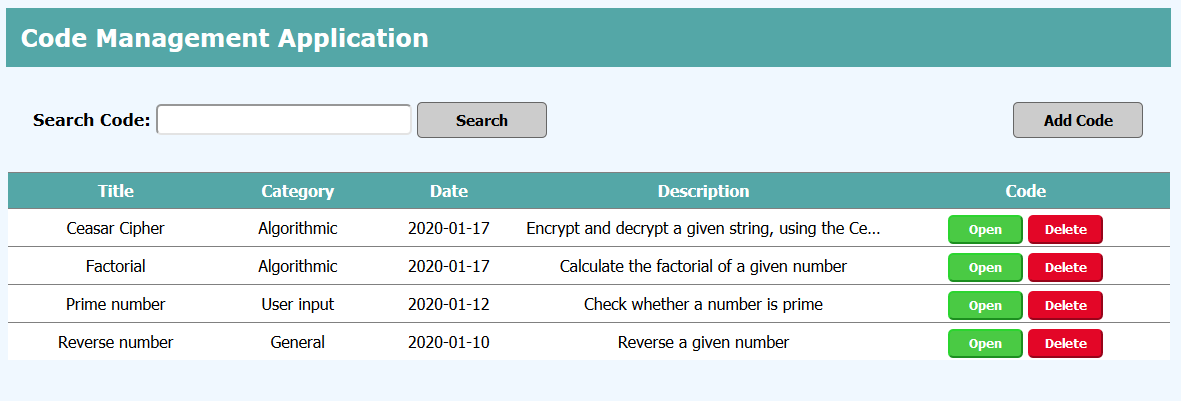 Code Management Application
Search Code: Search Add Code
Title Category Date Description Code
Ceasar Cipher Algorithmic 2020-01-17 Encrypt and decrypt a given string, using the Ce... Open Delete
Factorial Algorithmic 2020-01-17 Calculate the factorial of a given number Open Delete
Prime number User input 2020-01-12 Check whether a number is prime Open Delete
Reverse number General 2020-01-10 Reverse a given number Open Delete